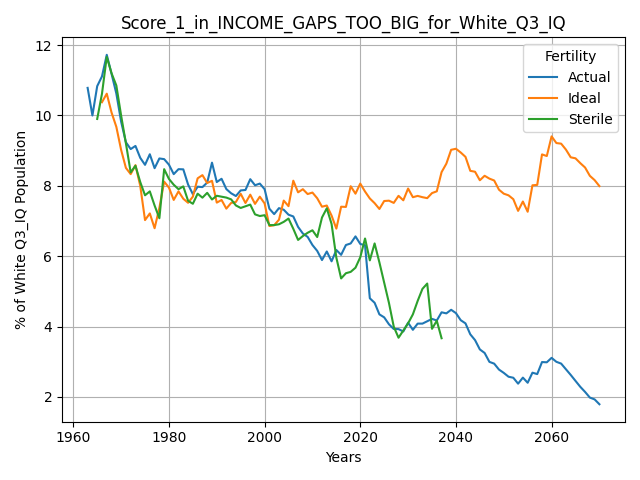 Score_1_in_INCOME_GAPS_TOO_BIG_for_White_Q3_IQ
Fertility
Actual
Ideal
Sterile
% of White Q3_IQ Population
12
10
8
6
4
2
1960
1980
2000
2020
2040
2060
Years